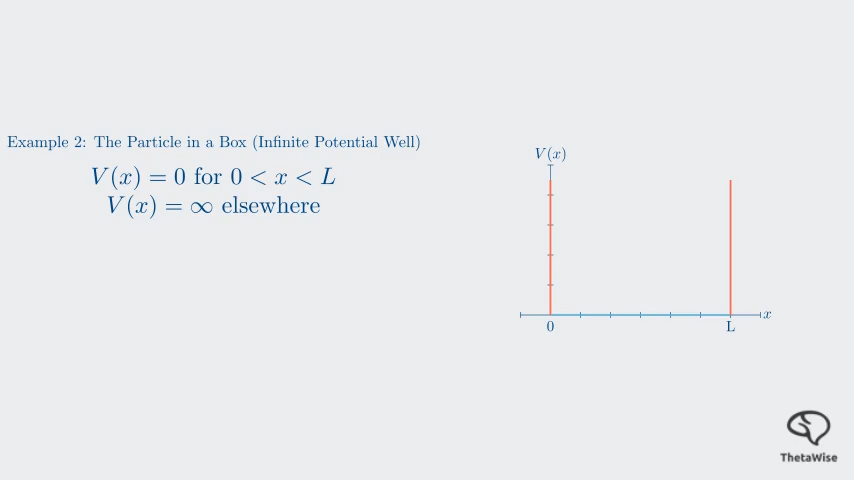 Example 2: The Particle in a Box (Infinite Potential Well)
V(x) = 0 for 0 < x < L
V(x) = ∞ elsewhere
V(x)
x
0
L
ThetaWise